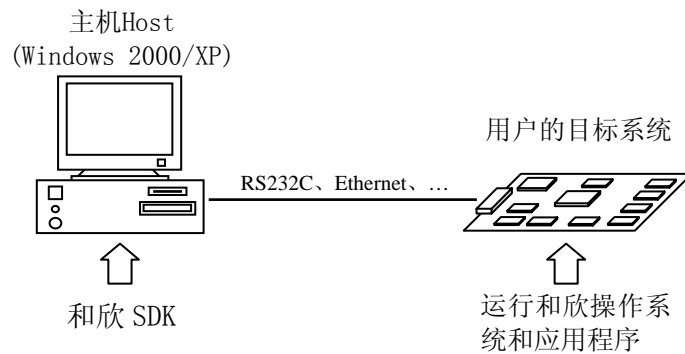 主机Host
(Windows 2000/XP)
用户的目标系统
RS232C、Ethernet、…
和欣 SDK
运行和欣操作系
统和应用程序